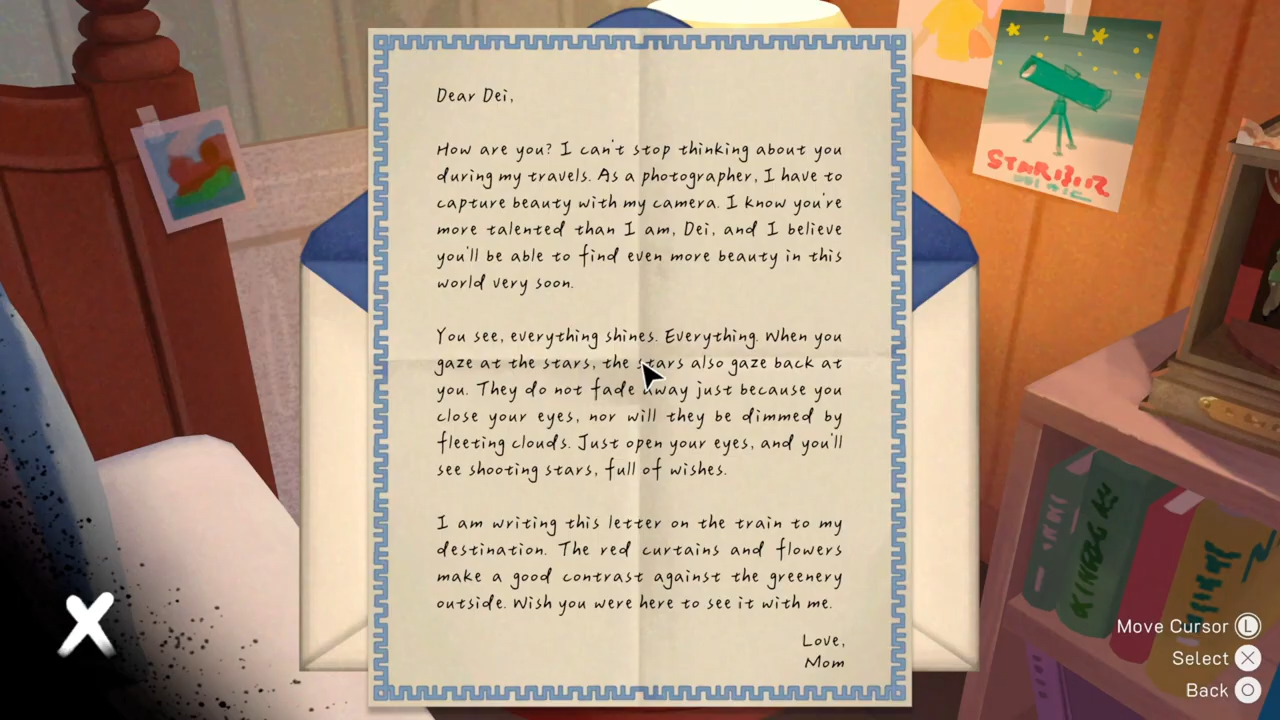 Dear Dei,
How are you? I can't stop thinking about you
during my travels. As a photographer, I have to
capture beauty with my camera. I know you're
more talented than I am, Dei, and I believe
you'll be able to find even more beauty in this
world very soon.
You see, everything shines. Everything. When you
gaze at the stars, the stars also gaze back at
you. They do not fade away just because you
close your eyes, nor will they be dimmed by
fleeting clouds. Just open your eyes, and you'll
see shooting stars, full of wishes.
I am writing this letter on the train to my
destination. The red curtains and flowers
make a good contrast against the greenery
outside. Wish you were here to see it with me.
Love,
Mom
X
Move Cursor L
Select
Back